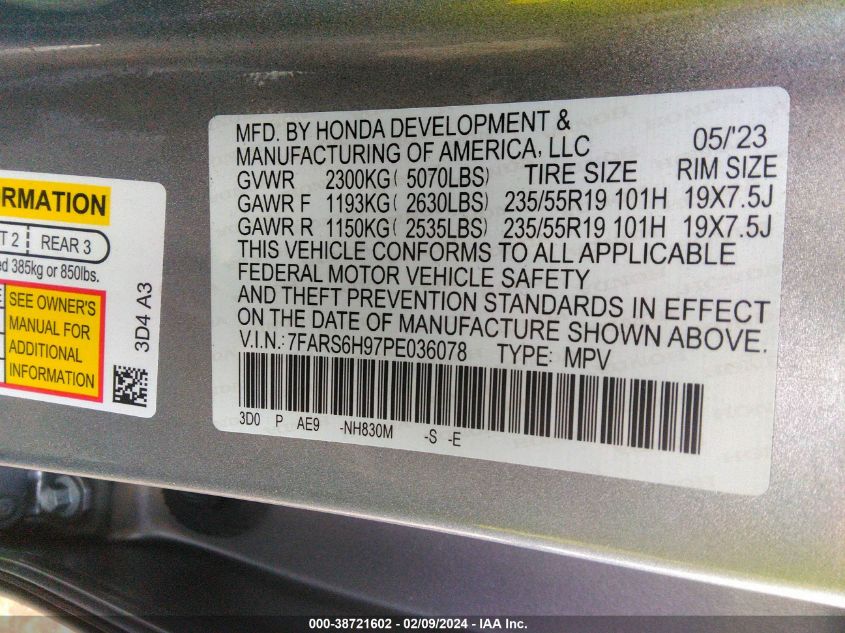 ORMATION
T 2 | REAR 3
ed 385kg or 850lbs.
SEE OWNER'S
MANUAL FOR
ADDITIONAL
INFORMATION
3D4 A3
MFD. BY HONDA DEVELOPMENT &
MANUFACTURING OF AMERICA, LLC 05/'23
GVWR 2300KG( 5070LBS) TIRE SIZE RIM SIZE
GAWR F 1193KG( 2630LBS) 235/55R19 101H 19X7.5J
GAWR R 1150KG( 2535LBS) 235/55R19 101H 19X7.5J
THIS VEHICLE CONFORMS TO ALL APPLICABLE
FEDERAL MOTOR VEHICLE SAFETY
AND THEFT PREVENTION STANDARDS IN EFFECT
ON THE DATE OF MANUFACTURE SHOWN ABOVE.
V.I.N.: 7FARS6H97PE036078 TYPE: MPV
3D0 P AE9 -NH830M -S -E
000-38721602 - 02/09/2024 - IAA Inc.